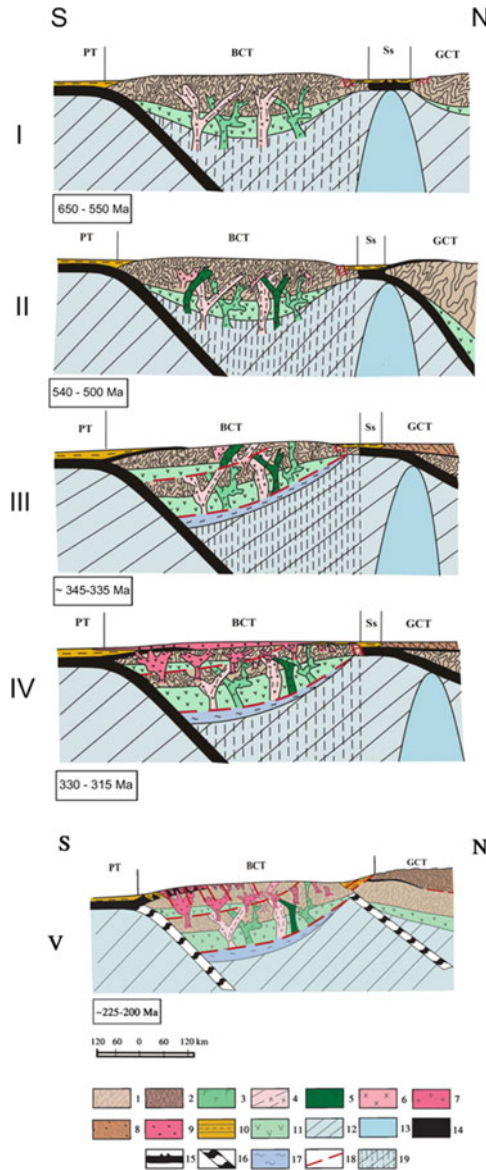 S N
PT BCT Ss GCT
I
650 - 550 Ma
PT BCT Ss GCT
II
540 - 500 Ma
PT BCT Ss GCT
III
~ 345-335 Ma
PT BCT Ss GCT
IV
330 - 315 Ma
S N
PT BCT GCT
V
~225-200 Ma
120 60 0 60 120 km
1 2 3 4 5 6 7
8 9 10 11 12 13 14
15 16 17 18 19